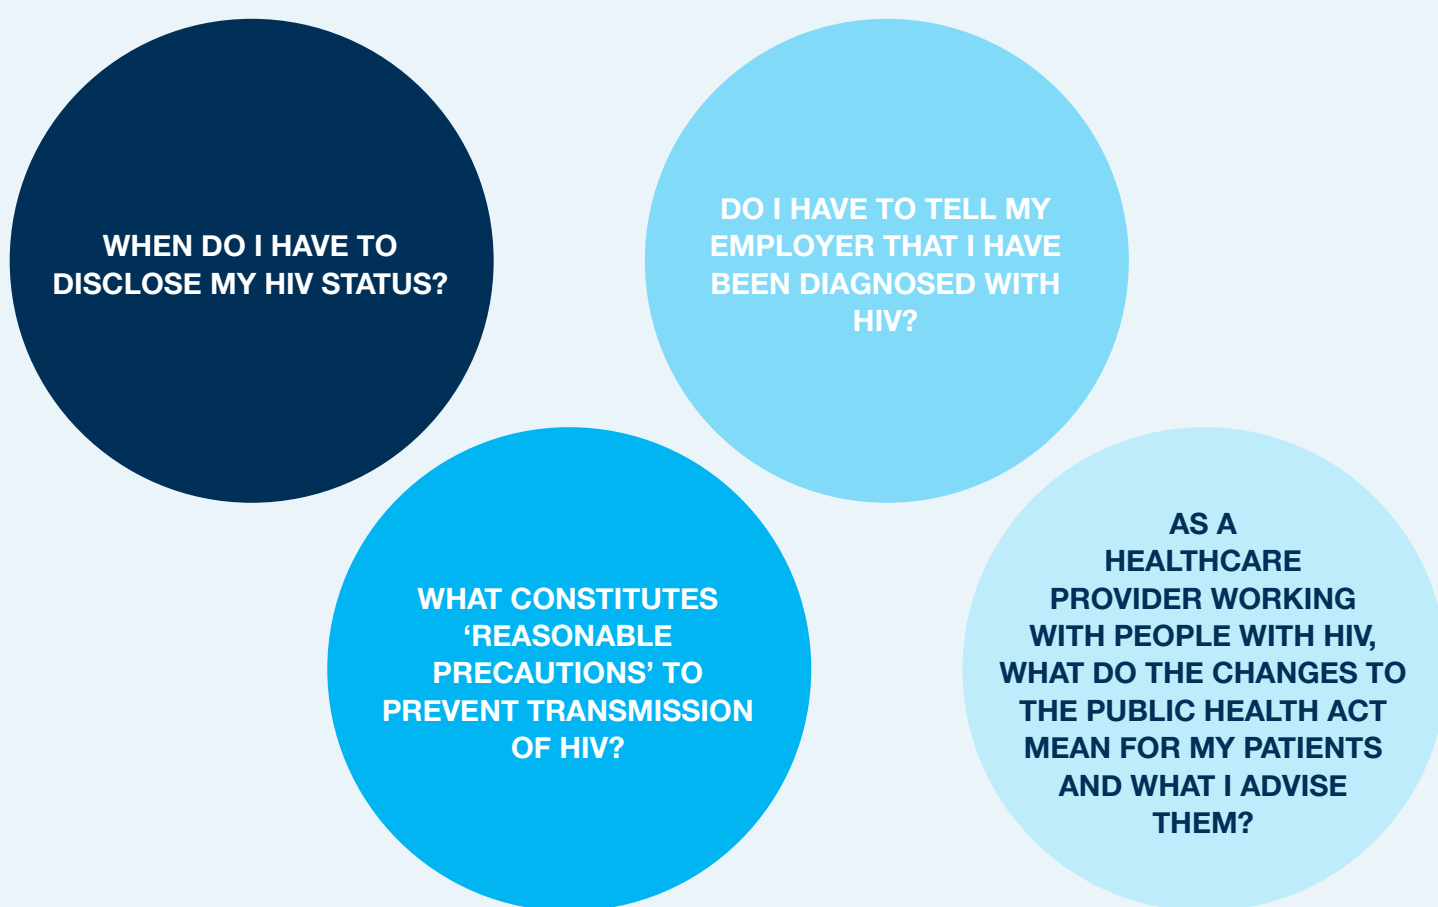 WHEN DO I HAVE TO
DISCLOSE MY HIV STATUS?
DO I HAVE TO TELL MY
EMPLOYER THAT I HAVE
BEEN DIAGNOSED WITH
HIV?
WHAT CONSTITUTES
‘REASONABLE
PRECAUTIONS’ TO
PREVENT TRANSMISSION
OF HIV?
AS A
HEALTHCARE
PROVIDER WORKING
WITH PEOPLE WITH HIV,
WHAT DO THE CHANGES TO
THE PUBLIC HEALTH ACT
MEAN FOR MY PATIENTS
AND WHAT I ADVISE
THEM?